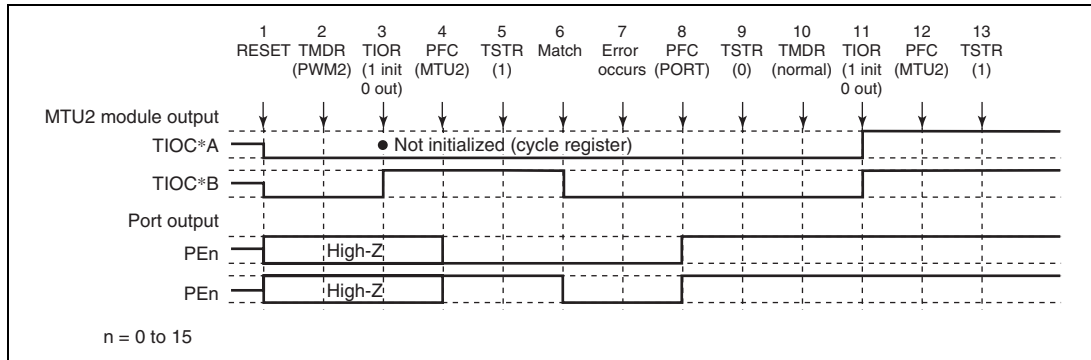 1 2 3 4 5 6 7 8 9 10 11 12 13
RESET TMDR TIOR PFC TSTR Match Error PFC TSTR TMDR TIOR PFC TSTR
(PWM2) (1 init (MTU2) (1) occurs (PORT) (0) (normal) (1 init (MTU2) (1)
0 out) 0 out)
MTU2 module output
TIOC*A ● Not initialized (cycle register)
TIOC*B
Port output
PEn High-Z
PEn High-Z
n = 0 to 15